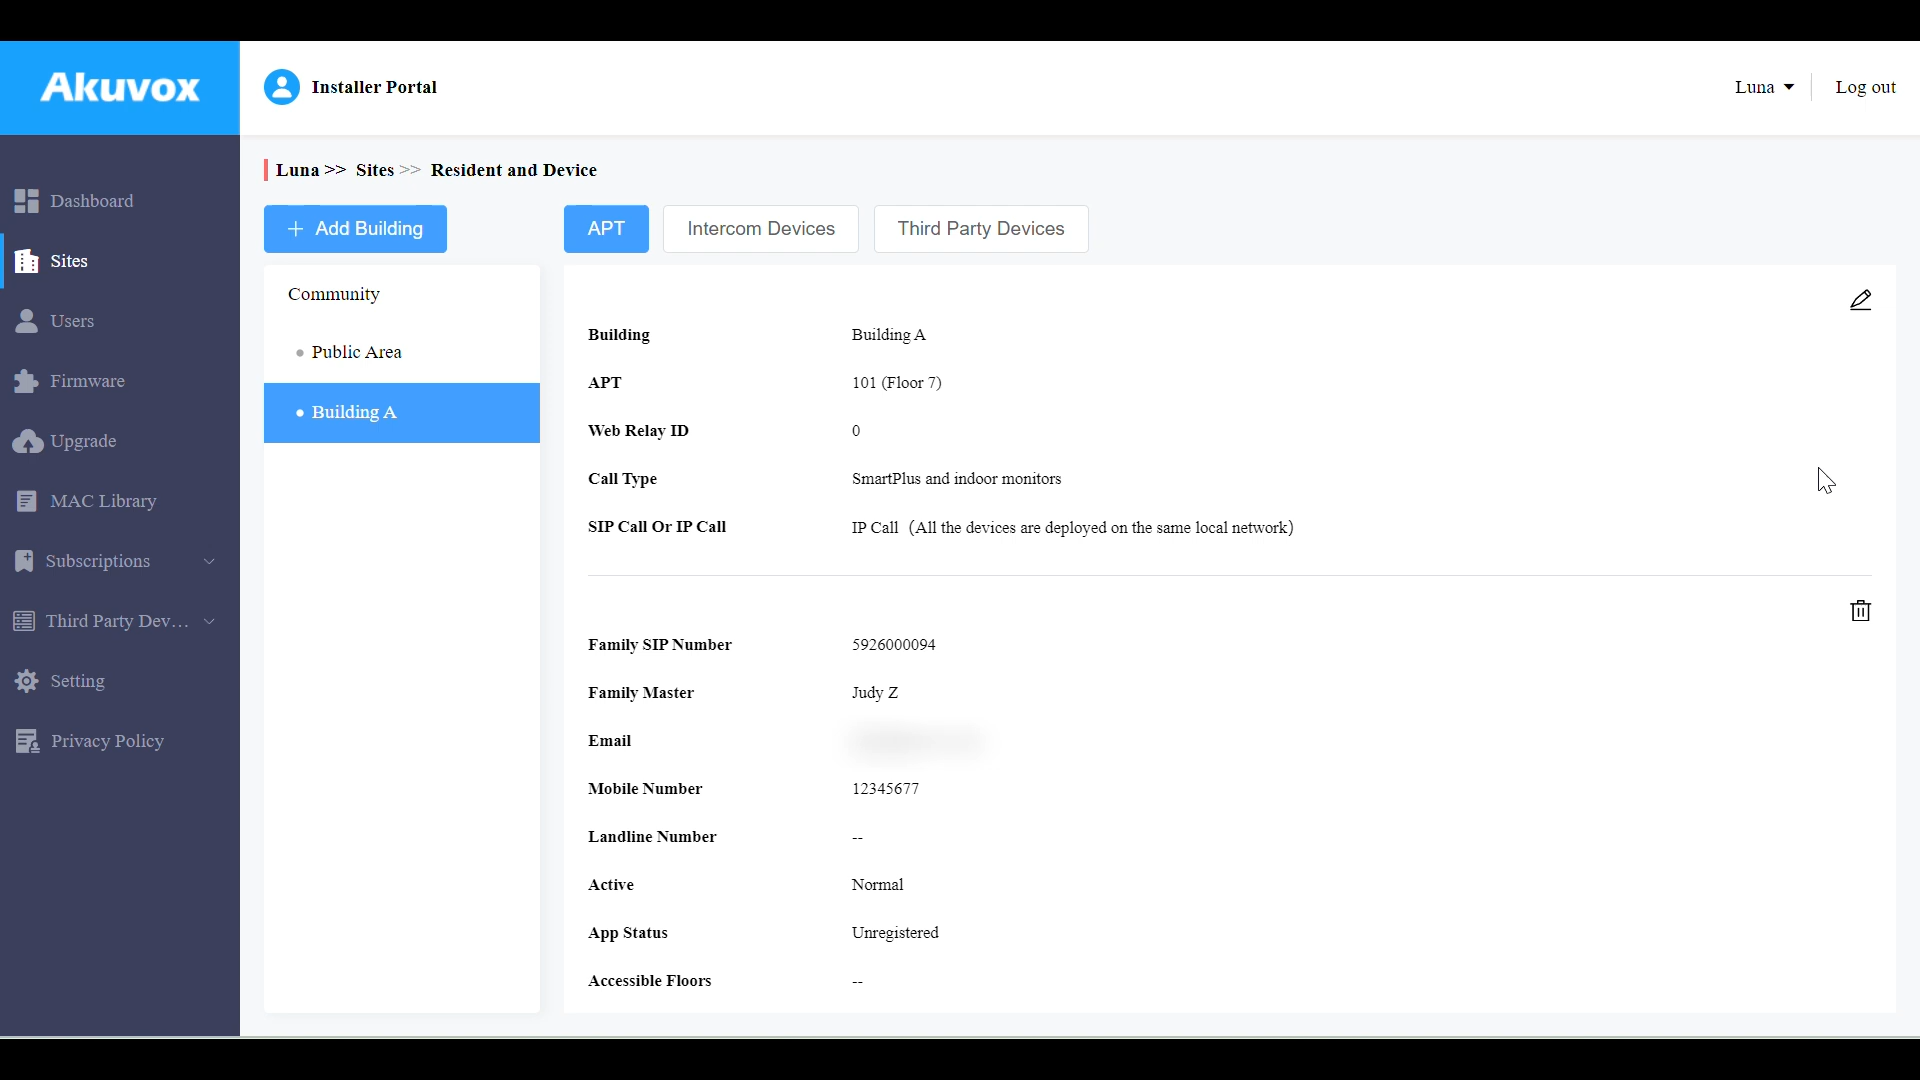 Akuvox
Installer Portal
Luna
Log out
Luna >> Sites >> Resident and Device
Dashboard
Sites
Users
Firmware
Upgrade
MAC Library
Subscriptions
Third Party Dev...
Setting
Privacy Policy
+ Add Building
Community
Public Area
Building A
APT
Intercom Devices
Third Party Devices
Building Building A
APT 101 (Floor 7)
Web Relay ID 0
Call Type SmartPlus and indoor monitors
SIP Call Or IP Call IP Call (All the devices are deployed on the same local network)
Family SIP Number 5926000094
Family Master Judy Z
Email
Mobile Number 12345677
Landline Number --
Active Normal
App Status Unregistered
Accessible Floors --